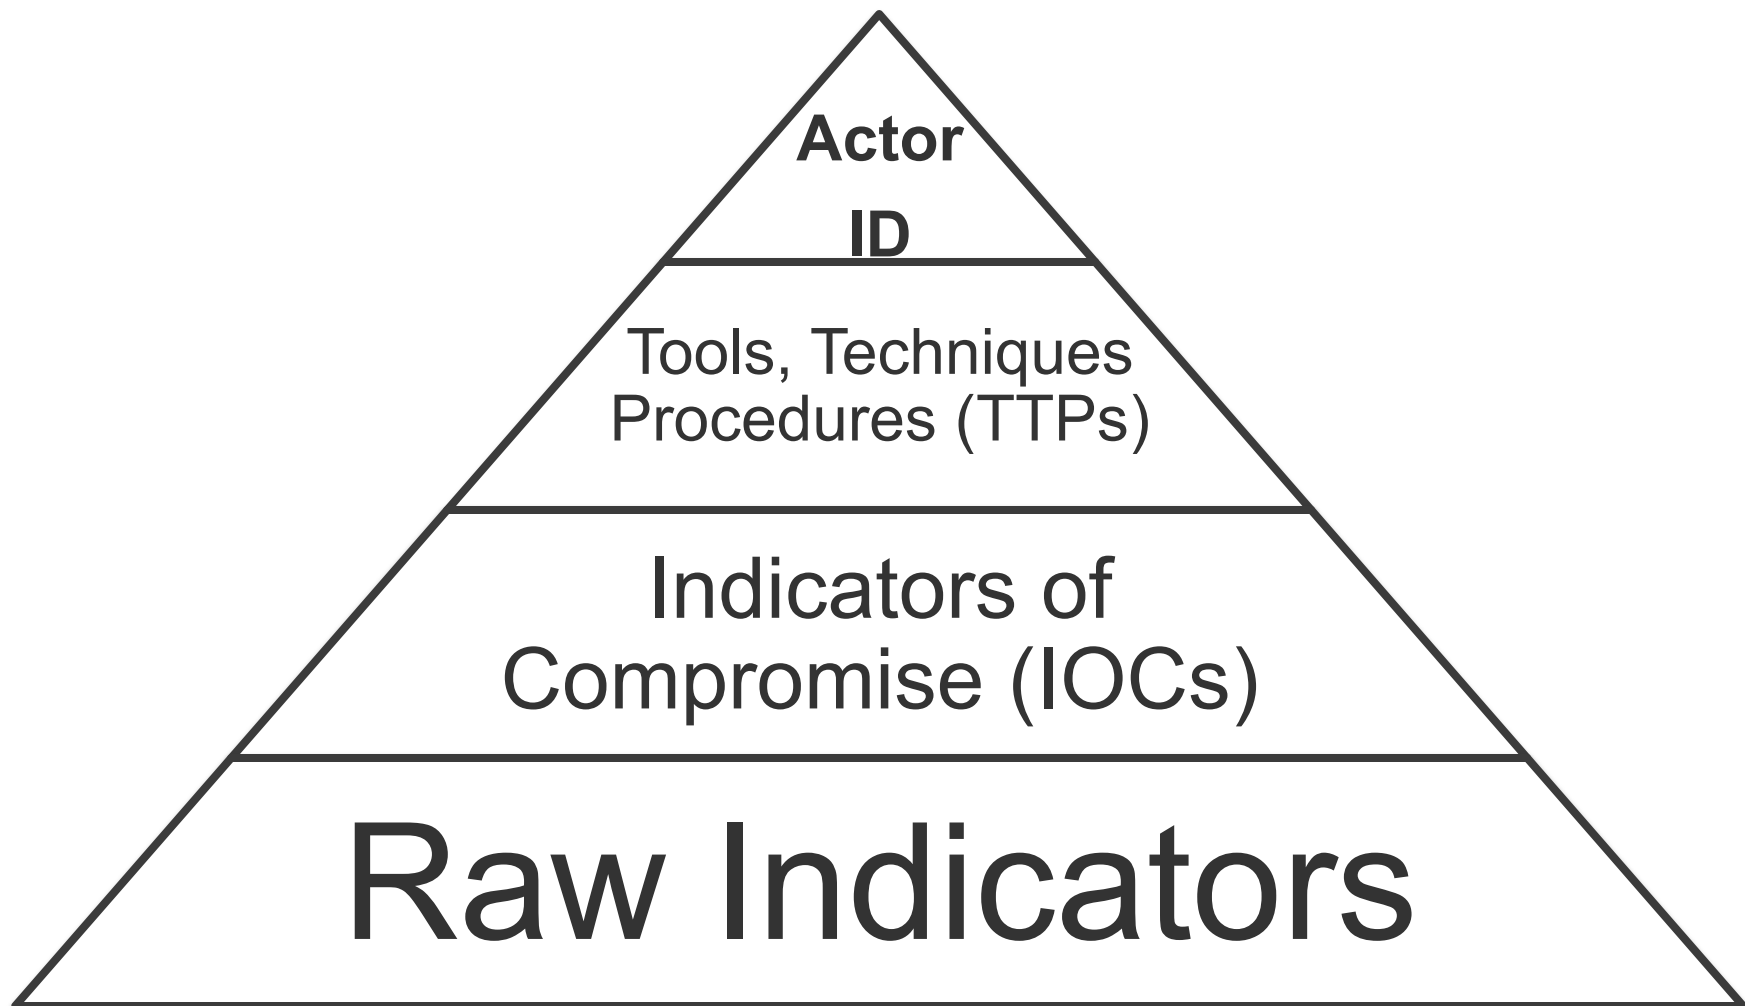 Actor
ID
Tools, Techniques
Procedures (TTPs)
Indicators of
Compromise (IOCs)
Raw Indicators